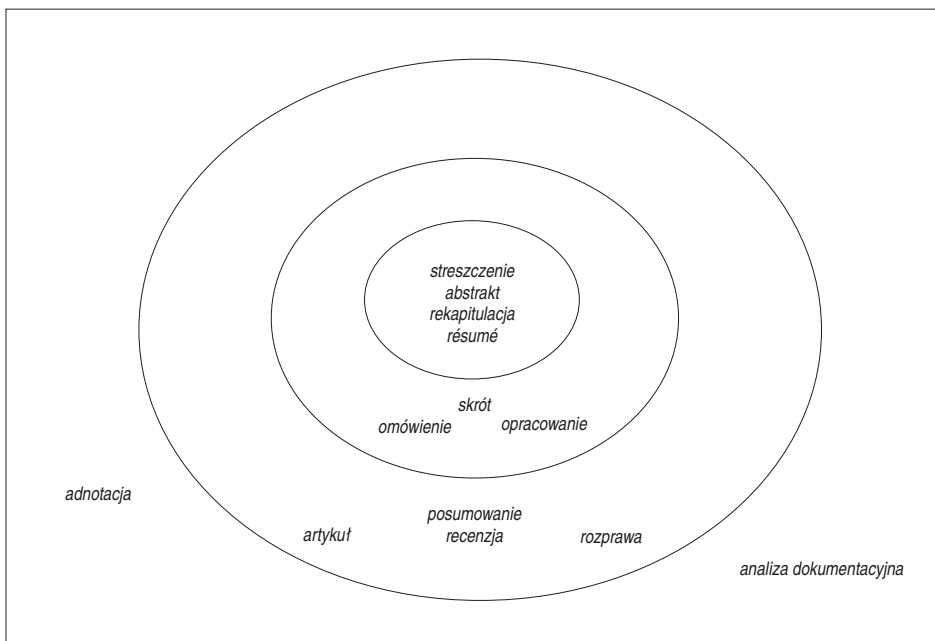 streszczenie
abstrakt
rekapitulacja
résumé
skrót
omówienie opracowanie
adnotacja
posumowanie
artykuł recenzja rozprawa
analiza dokumentacyjna